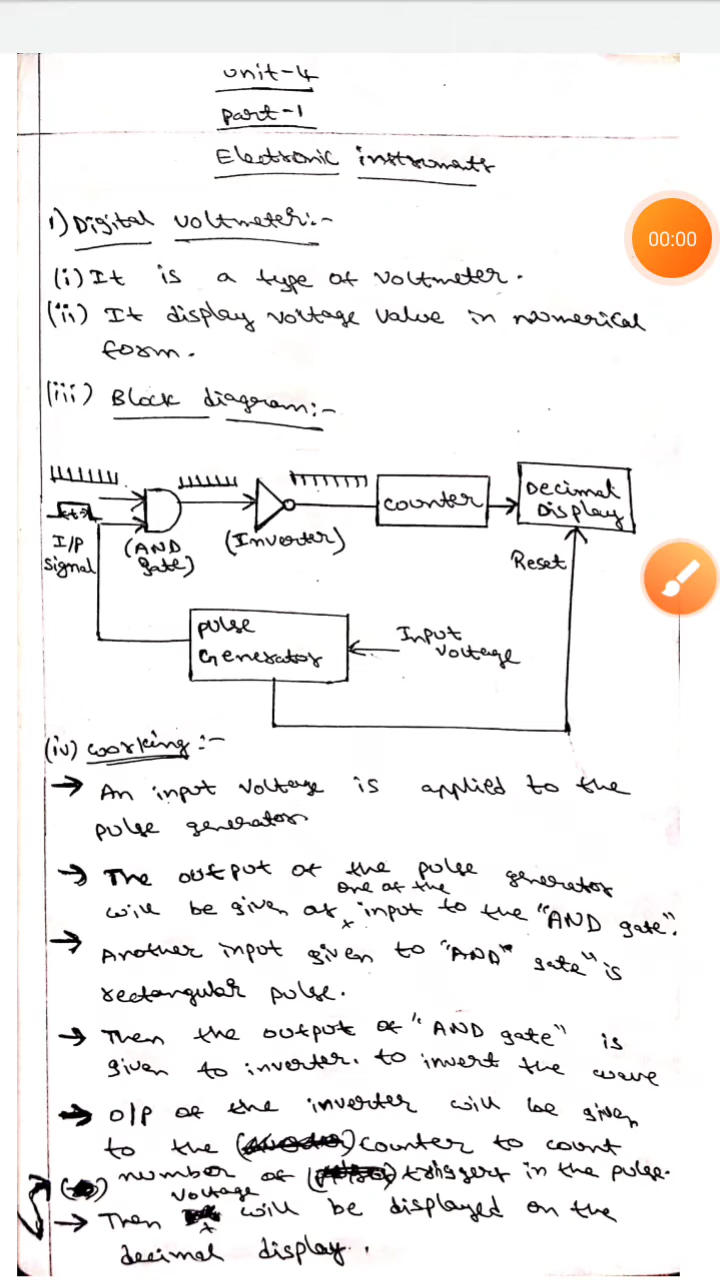 unit-4
part-1
Electronic instruments
1) Digital voltmeter:-
00:00
(i) It is a type of voltmeter.
(ii) It display voltage value in numerical
form.
(iii) Block diagram:-
I/P
signal
(AND
gate)
(Inverter)
counter
Decimal
Display
Reset
pulse
Generator
Input
voltage
(iv) working :-
→ An input voltage is applied to the
pulse generator
→ The output of the pulse generator
one of the
will be given as x input to the "AND gate".
→ Another input given to "AND" gate" is
rectangular pulse.
→ Then the output of "AND gate" is
given to inverter. to invert the wave
→ O/P of the inverter will be given
to the counter to count
number of triggers in the pulse.
voltage
→ Then x will be displayed on the
decimal display.